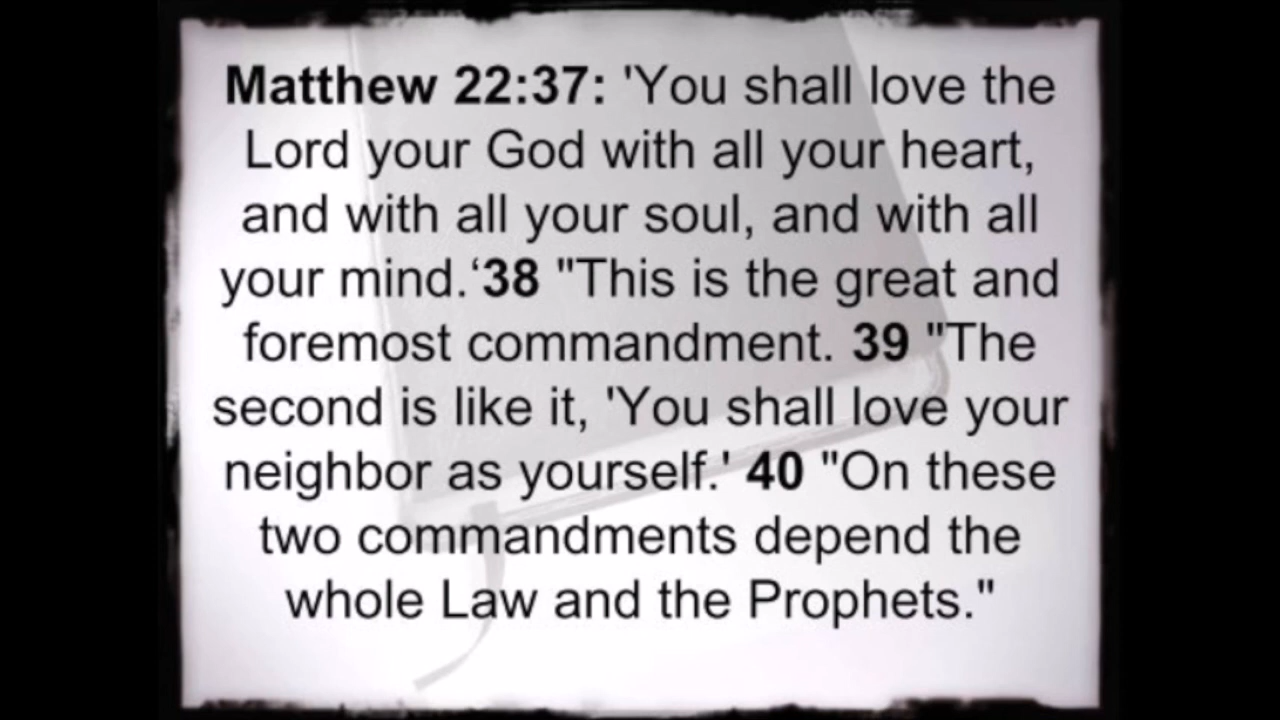 Matthew 22:37: 'You shall love the
Lord your God with all your heart,
and with all your soul, and with all
your mind.‘38 "This is the great and
foremost commandment. 39 "The
second is like it, 'You shall love your
neighbor as yourself.' 40 "On these
two commandments depend the
whole Law and the Prophets."